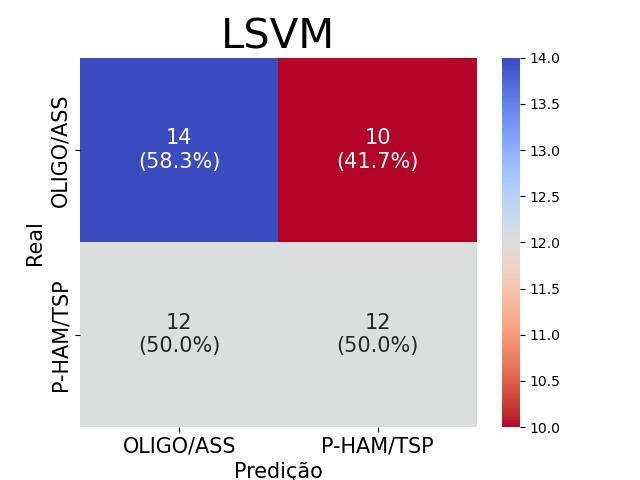 LSVM
OLIGO/ASS
P-HAM/TSP
Real
14
(58.3%)
10
(41.7%)
12
(50.0%)
12
(50.0%)
OLIGO/ASS
P-HAM/TSP
Predição
14.0
13.5
13.0
12.5
12.0
11.5
11.0
10.5
10.0